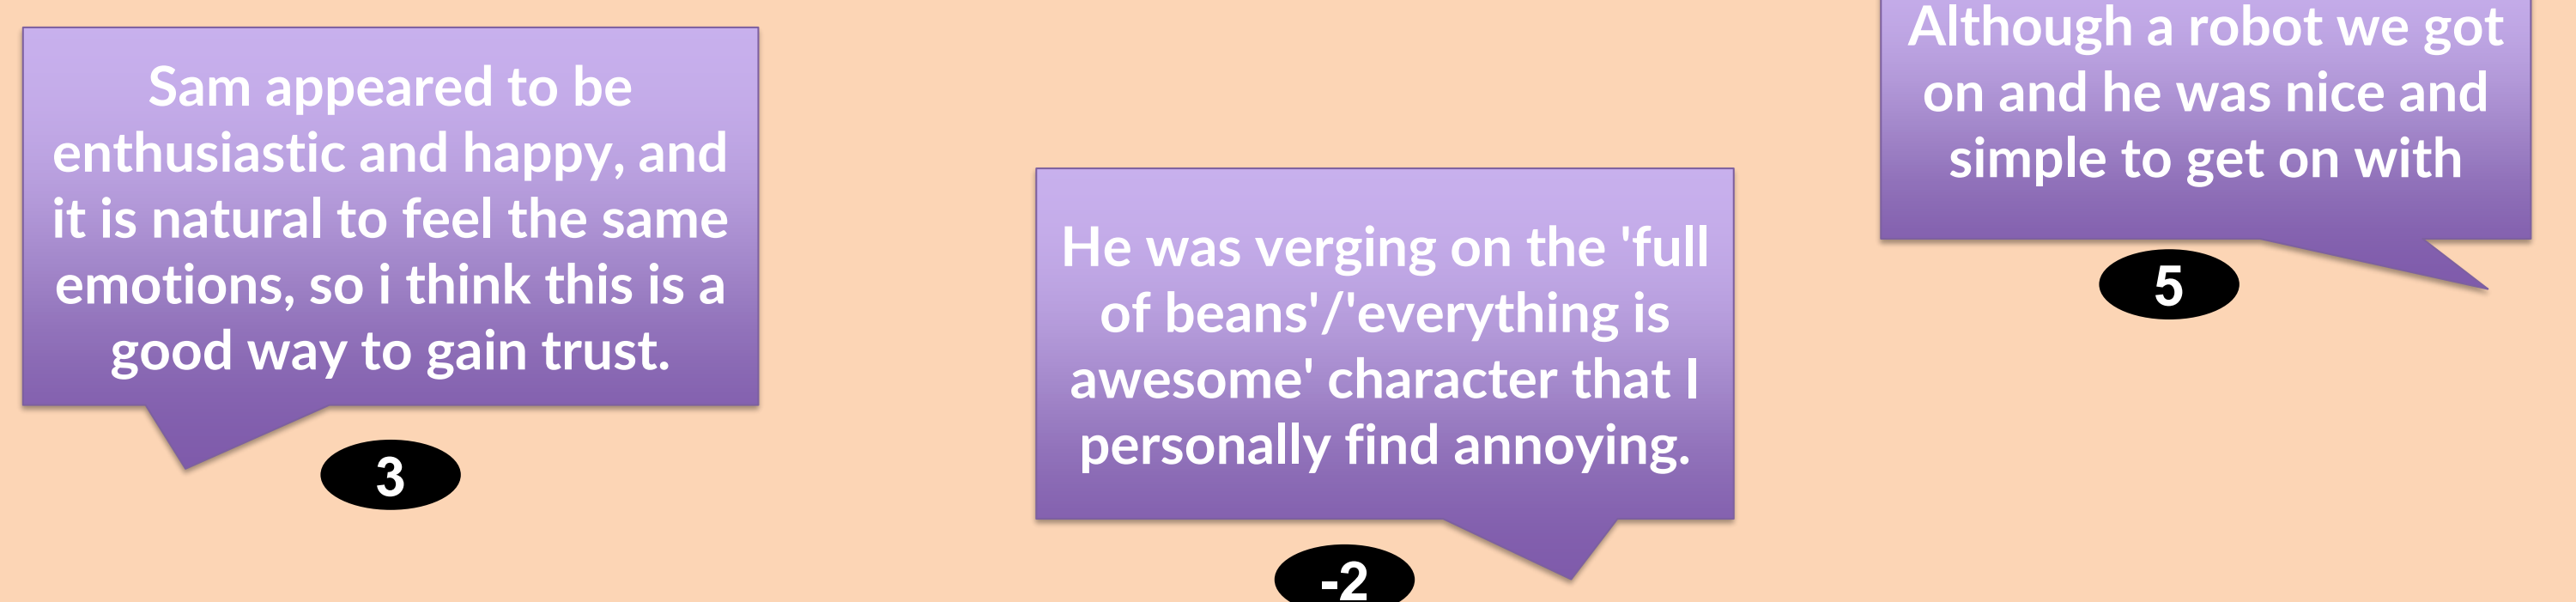 Sam appeared to be
enthusiastic and happy, and
it is natural to feel the same
emotions, so i think this is a
good way to gain trust.
3
He was verging on the 'full
of beans'/'everything is
awesome' character that I
personally find annoying.
-2
Although a robot we got
on and he was nice and
simple to get on with
5